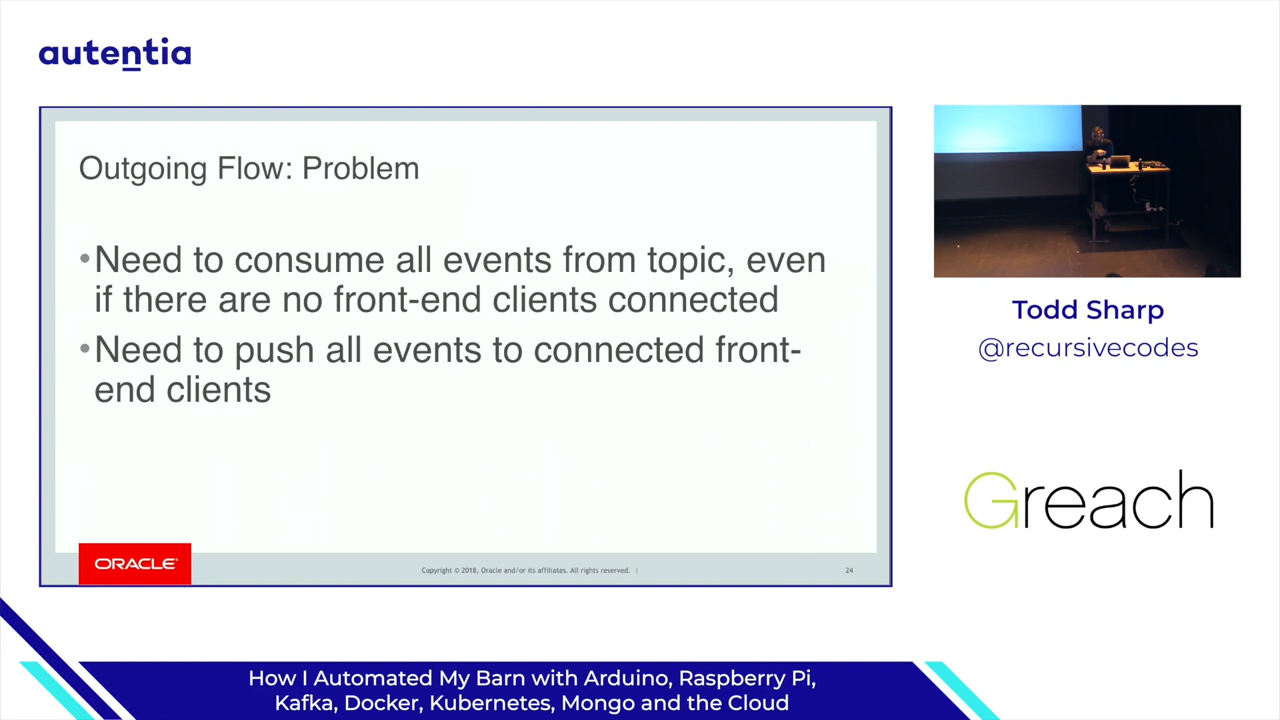 autentia
Outgoing Flow: Problem
•Need to consume all events from topic, even
if there are no front-end clients connected
•Need to push all events to connected front-
end clients
ORACLE®
Copyright © 2018, Oracle and/or its affiliates. All rights reserved. |
24
Todd Sharp
@recursivecodes
Greach
How I Automated My Barn with Arduino, Raspberry Pi,
Kafka, Docker, Kubernetes, Mongo and the Cloud